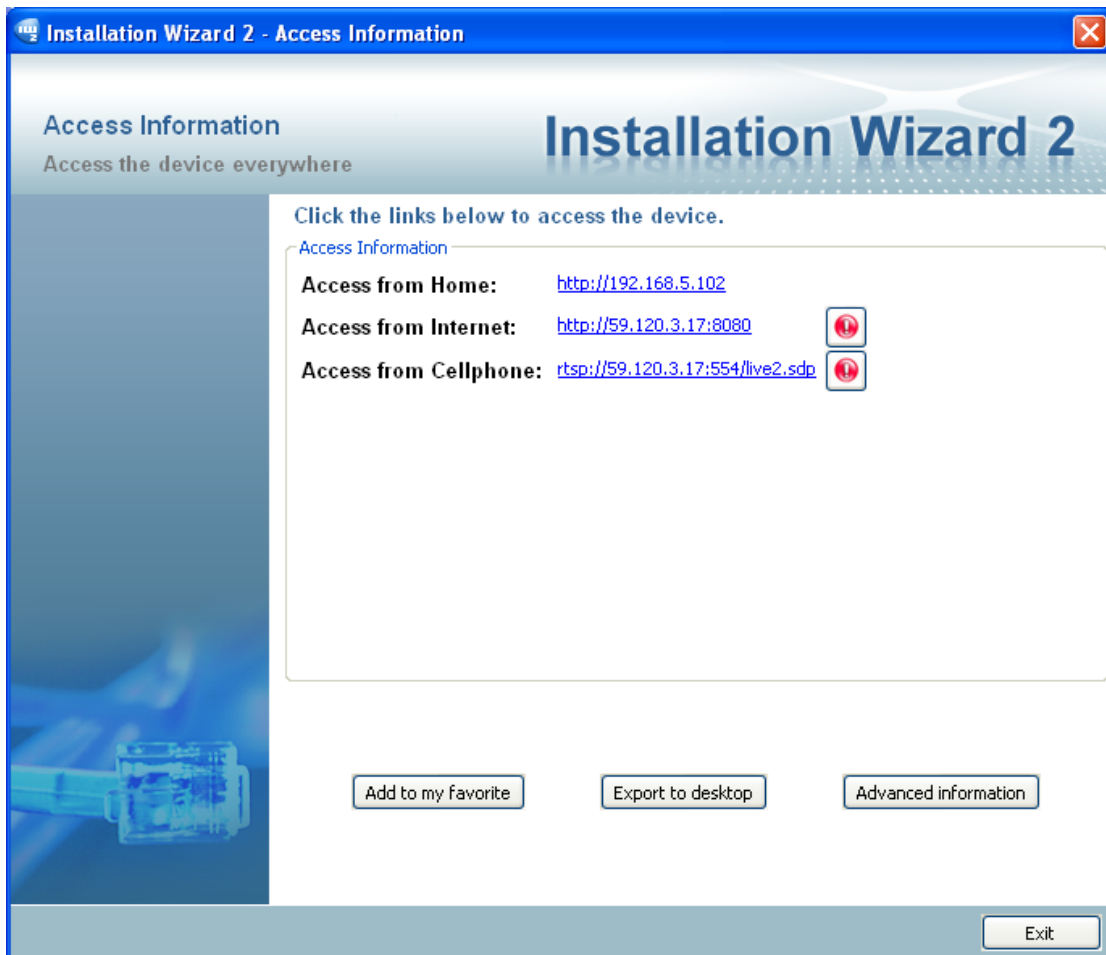 Installation Wizard 2 - Access Information
Access Information
Access the device everywhere
Installation Wizard 2
Click the links below to access the device.
Access Information
Access from Home: http://192.168.5.102
Access from Internet: http://59.120.3.17:8080
Access from Cellphone: rtsp://59.120.3.17:554/live2.sdp
Add to my favorite Export to desktop Advanced information
Exit